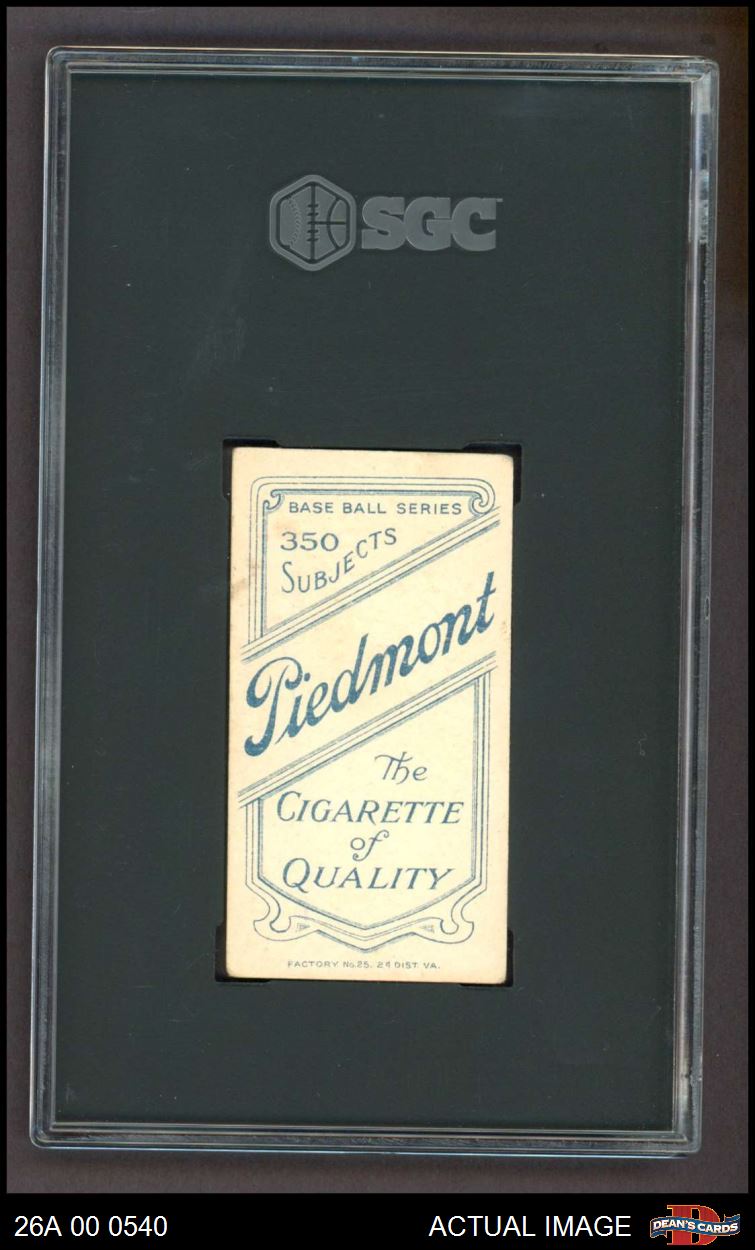 SGC
BASE BALL SERIES
350
SUBJECTS
Piedmont
The
CIGARETTE
of
QUALITY
FACTORY No. 25. 24 DIST. VA.
26A 00 0540
ACTUAL IMAGE
DEAN'S CARDS